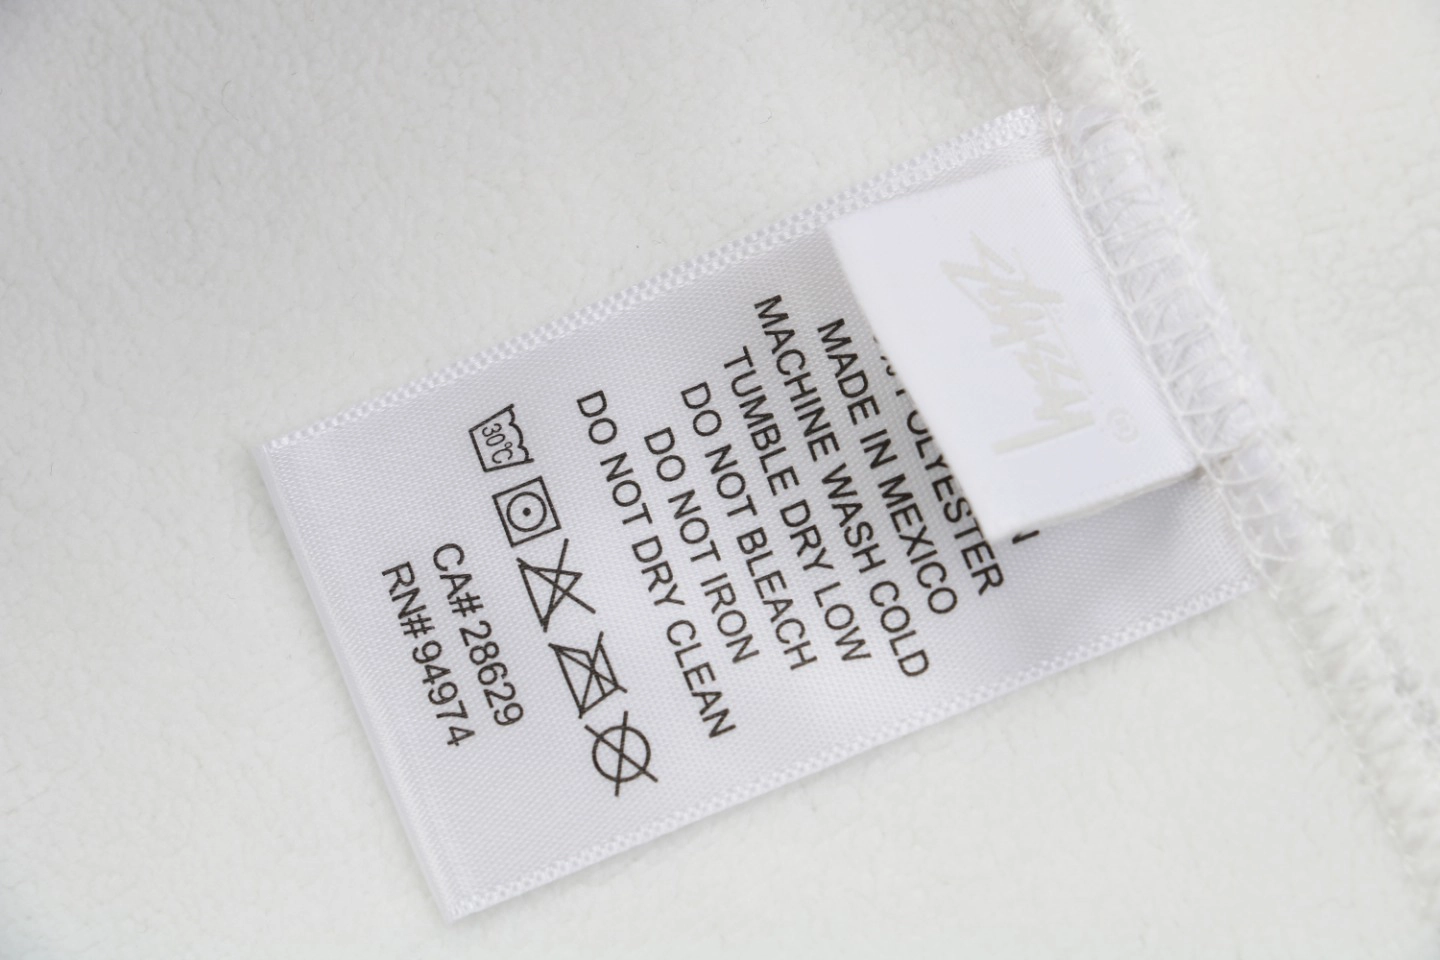 POLYESTER
MADE IN MEXICO
MACHINE WASH COLD
TUMBLE DRY LOW
DO NOT BLEACH
DO NOT IRON
DO NOT DRY CLEAN
30°C
CA# 28629
RN# 94974
Stüssy
®